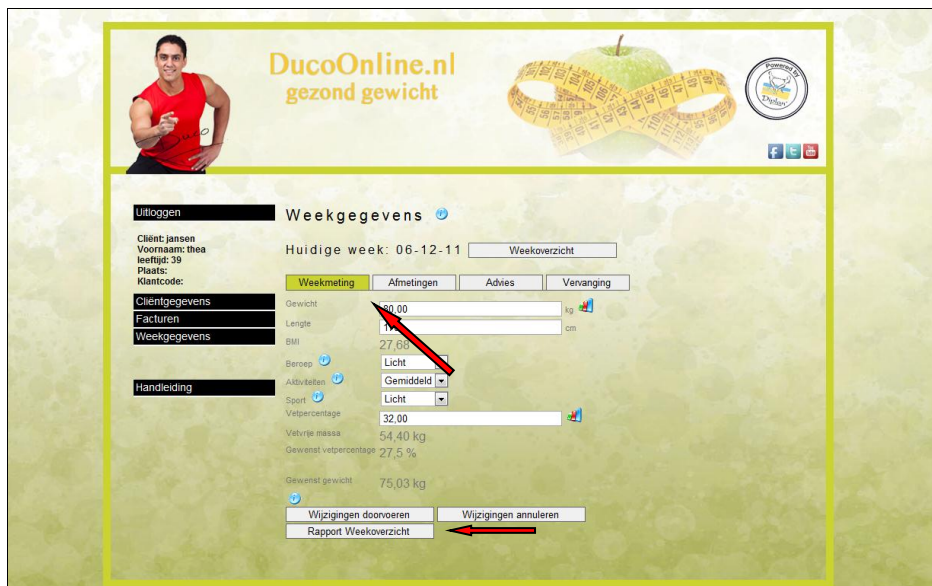 DucoOnline.nl
gezond gewicht
Powered by
Duco
Uitloggen
Cliënt: jansen
Voornaam: thea
leeftijd: 39
Plaats:
Klantcode:
Cliëntgegevens
Facturen
Weekgegevens
Handleiding
Weekgegevens
Huidige week: 06-12-11 Weekoverzicht
Weekmeting Afmetingen Advies Vervanging
Gewicht kg
Lengte cm
BMI 27,68
Beroep Licht
Aktiviteiten Gemiddeld
Sport Licht
Vetpercentage 32,00
Vetvrije massa 54,40 kg
Gewenst vetpercentage 27,5 %
Gewenst gewicht 75,03 kg
Wijzigingen doorvoeren Wijzigingen annuleren
Rapport Weekoverzicht